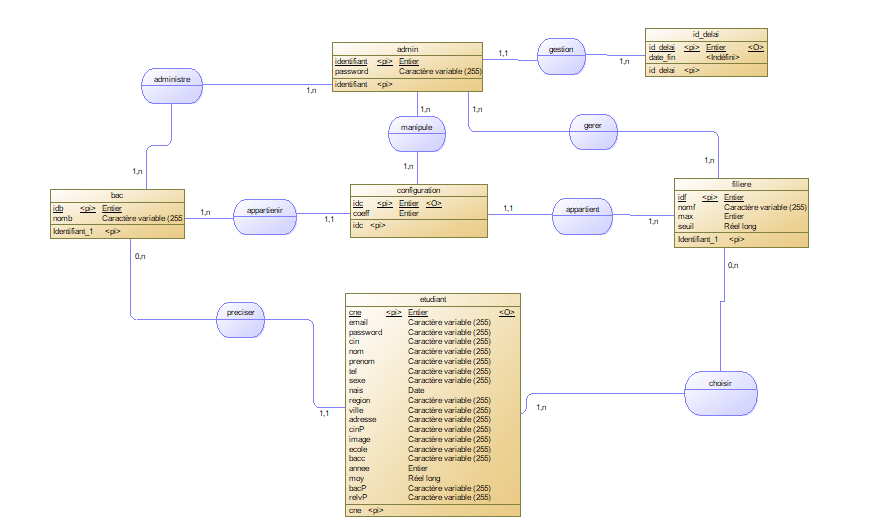 id_delai
id_delai <pi> Entier <O>
date_fin <Indéfini>
id_delai <pi>
admin
identifiant <pi> Entier
password Caractère variable (255)
identifiant <pi>
1,1
gestion
1,n
administre
1,n
1,n
manipule
1,n
1,n
gerer
1,n
1,n
bac
idb <pi> Entier
nomb Caractère variable (255
Identifiant_1 <pi>
1,n
appartienir
1,1
configuration
idc <pi> Entier <O>
coeff Entier
idc <pi>
1,1
appartient
1,n
filiere
idf <pi> Entier
nomf Caractère variable (255)
max Entier
seuil Réel long
Identifiant_1 <pi>
0,n
0,n
preciser
1,1
etudiant
cne <pi> Entier <O>
email Caractère variable (255)
password Caractère variable (255)
cin Caractère variable (255)
nom Caractère variable (255)
prenom Caractère variable (255)
tel Caractère variable (255)
sexe Caractère variable (255)
nais Date
region Caractère variable (255)
ville Caractère variable (255)
adresse Caractère variable (255)
cinP Caractère variable (255)
image Caractère variable (255)
ecole Caractère variable (255)
bacc Caractère variable (255)
annee Entier
moy Réel long
bacP Caractère variable (255)
relvP Caractère variable (255)
cne <pi>
1,n
choisir